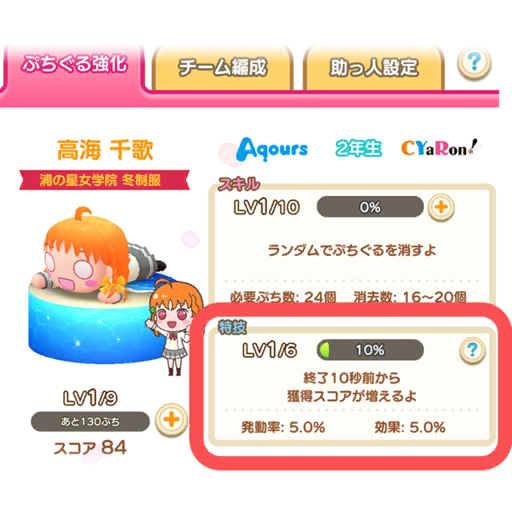 ぷちぐる強化
チーム編成
助っ人設定
?
高海 千歌
Aqours
2年生
CYaRon!
浦の星女学院 冬制服
スキル
LV1/10
0%
+
ランダムでぷちぐるを消すよ
必要ぷち数: 24個 消去数: 16～20個
特技
LV1/6
10%
?
終了10秒前から
獲得スコアが増えるよ
発動率: 5.0% 効果: 5.0%
LV1/9
あと130ぷち
+
スコア 84